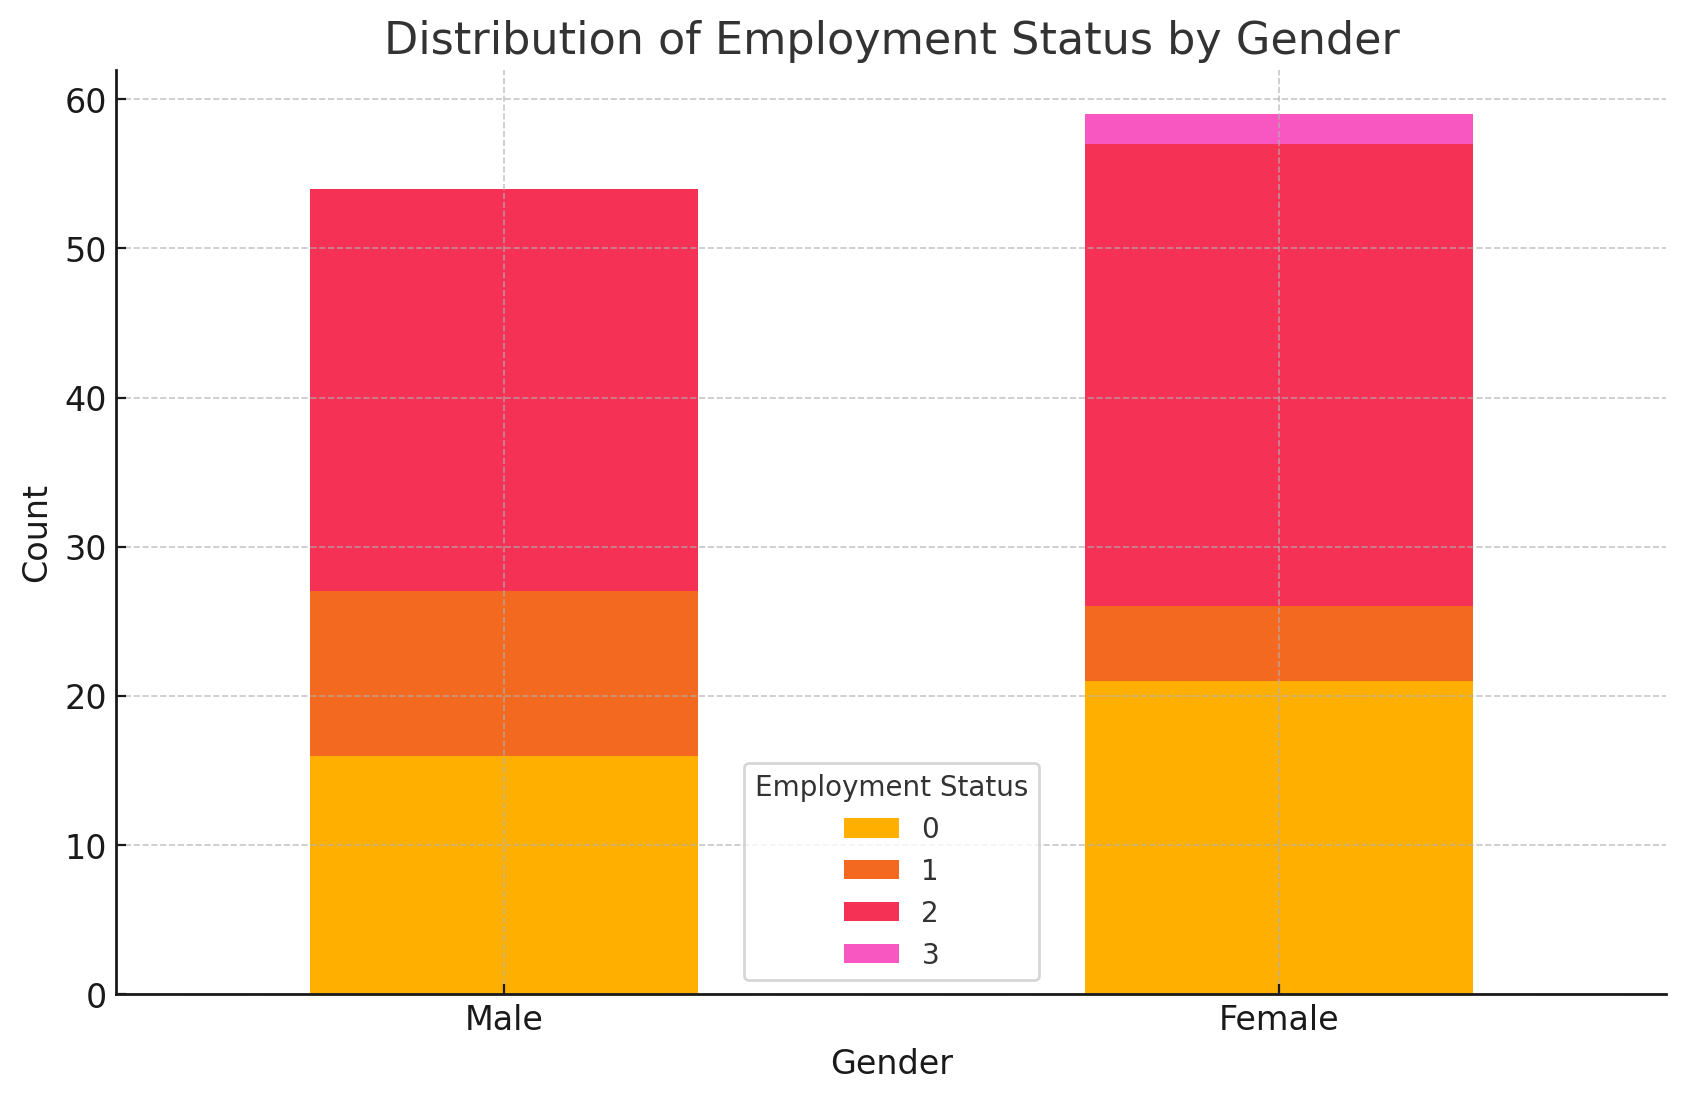 Distribution of Employment Status by Gender
60
50
40
30
20
10
0
Count
Employment Status
0
1
2
3
Male
Female
Gender